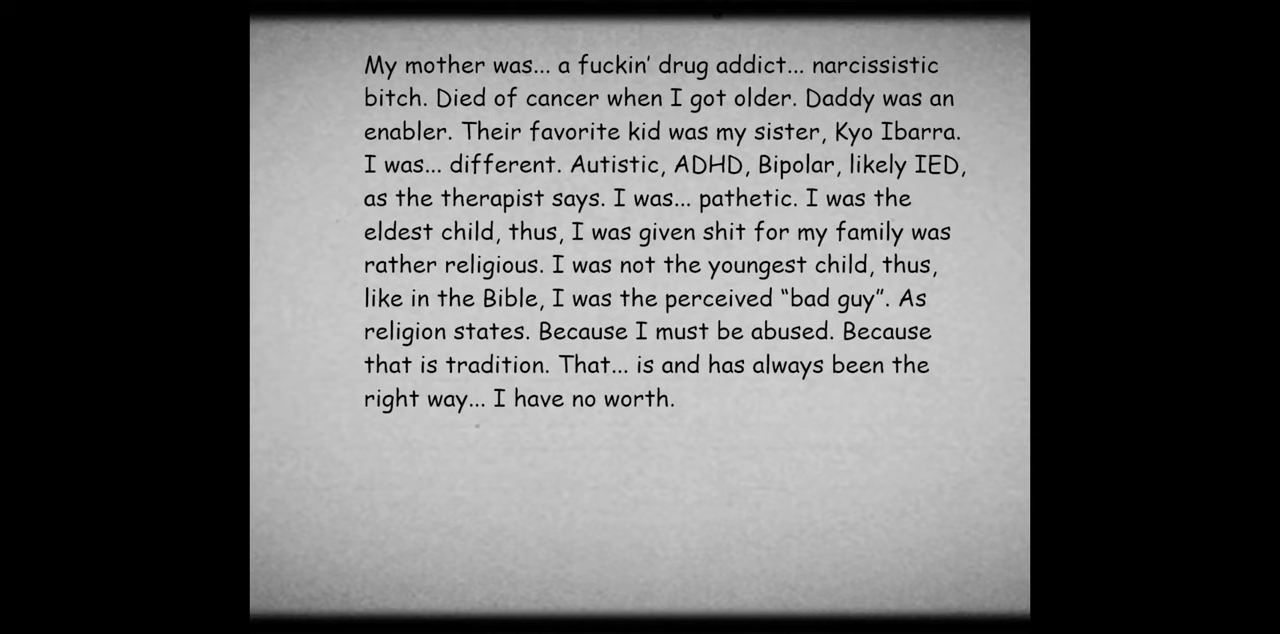 My mother was... a fuckin' drug addict... narcissistic
bitch. Died of cancer when I got older. Daddy was an
enabler. Their favorite kid was my sister, Kyo Ibarra.
I was... different. Autistic, ADHD, Bipolar, likely IED,
as the therapist says. I was... pathetic. I was the
eldest child, thus, I was given shit for my family was
rather religious. I was not the youngest child, thus,
like in the Bible, I was the perceived “bad guy”. As
religion states. Because I must be abused. Because
that is tradition. That... is and has always been the
right way... I have no worth.